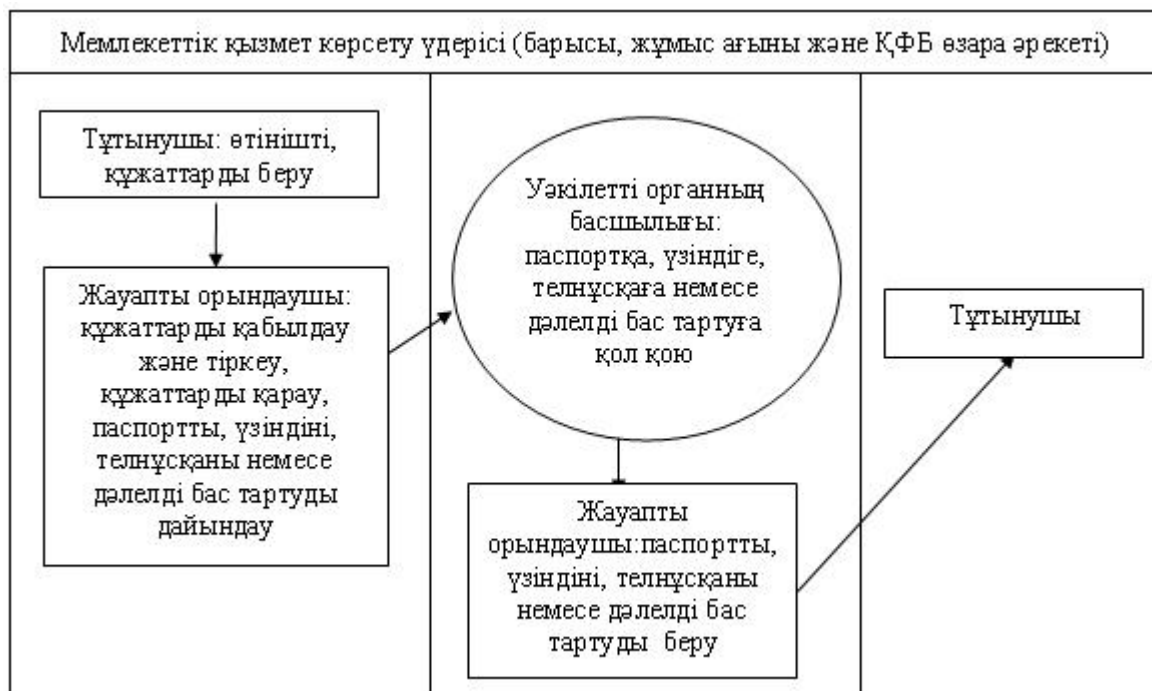 Мемлекеттік қызмет көрсету үдерісі (барысы, жұмыс ағыны және ҚФБ өзара әрекеті)
Тұтынушы: өтінішті,
құжаттарды беру
Жауапты орындаушы:
құжаттарды қабылдау
және тіркеу,
құжаттарды қарау,
паспортты, үзіндіні,
телнұсқаны немесе
дәлелді бас тартуды
дайындау
Уәкілетті органның
басшылығы:
паспортқа, үзіндіге,
телнұсқаға немесе
дәлелді бас тартуға
қол қою
Жауапты
орындаушы:паспортты,
үзіндіні, телнұсқаны
немесе дәлелді бас
тартуды беру
Тұтынушы